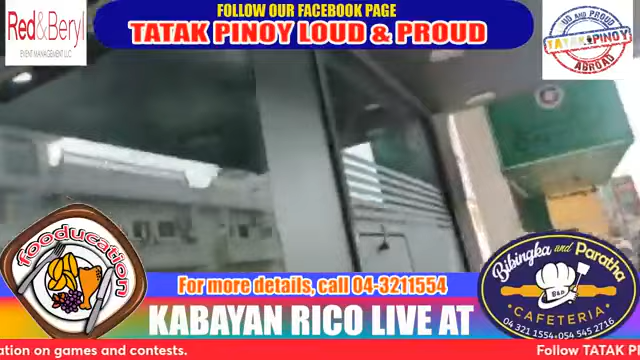 Red&Beryl
EVENT MANAGEMENT LLC
FOLLOW OUR FACEBOOK PAGE
TATAK PINOY LOUD & PROUD
UD AND PROUD
TATAK PINOY
ABROAD
fooducation
For more details, call 04-3211554
KABAYAN RICO LIVE AT
Bibingka and Paratha
B&P
CAFETERIA
04 321 1554 054 545 2716
ation on games and contests.
Follow TATAK PI